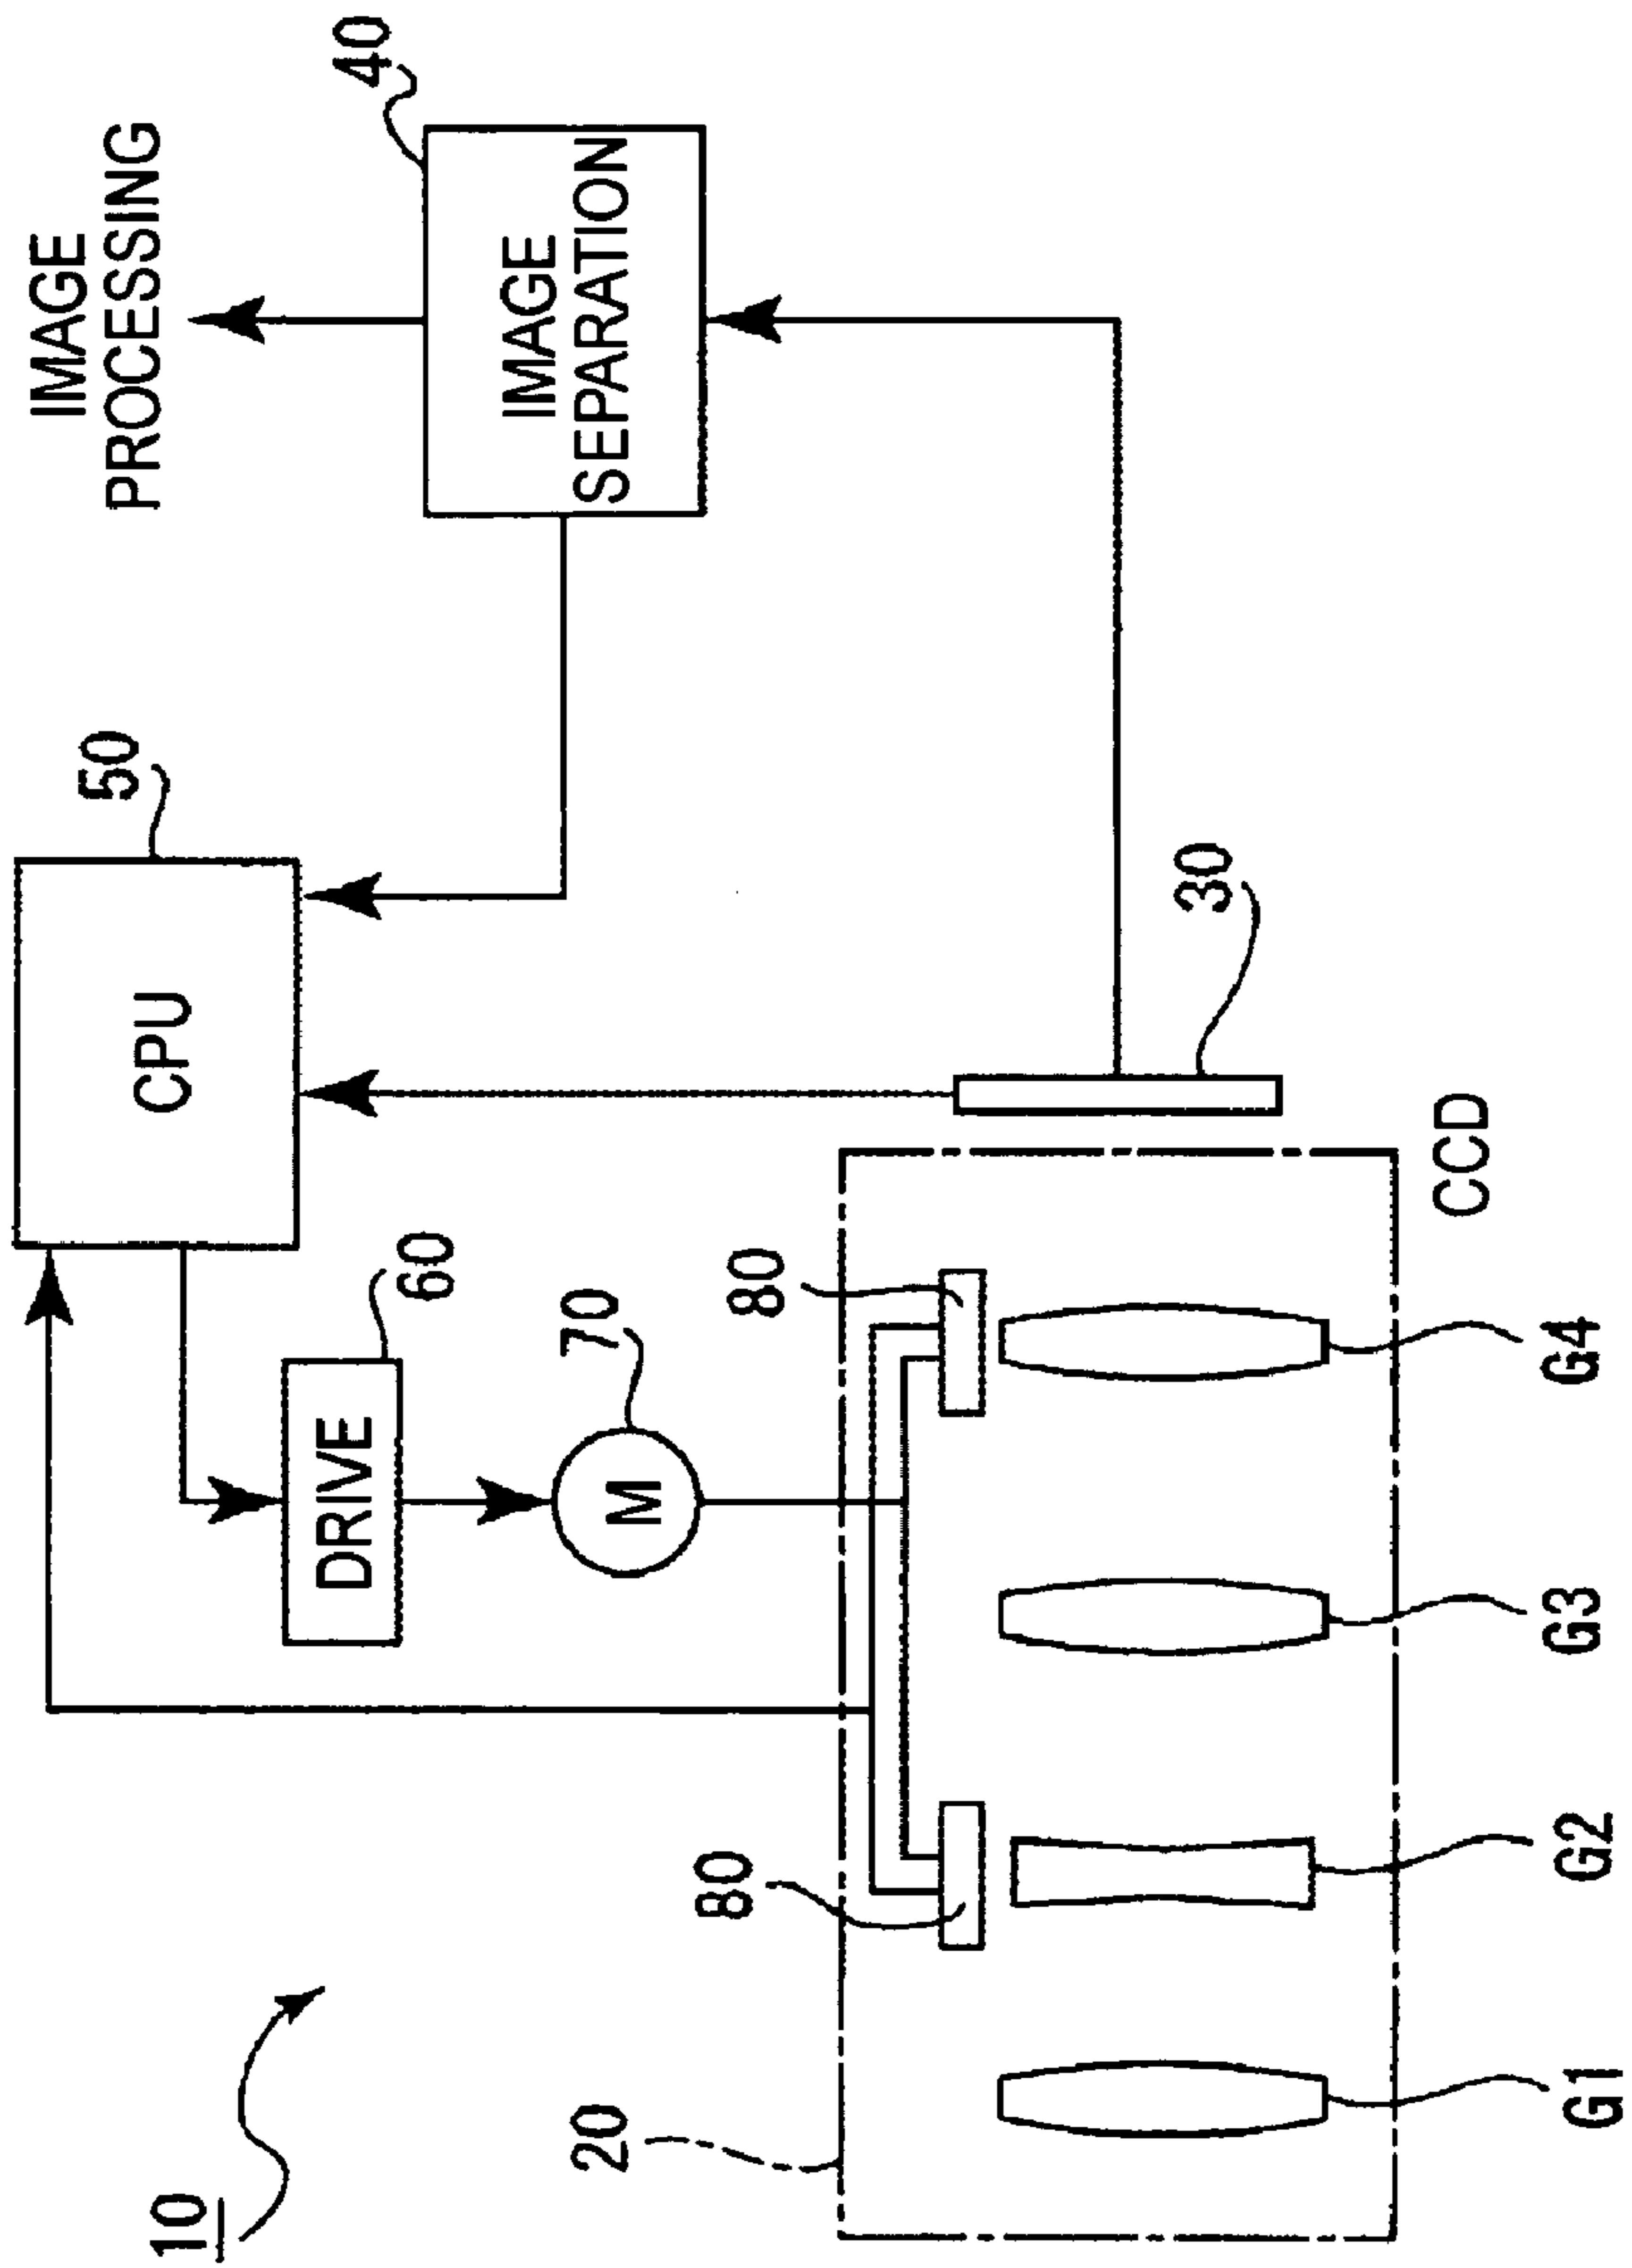 10
20
G1
80
G2
G3
80
G4
CCD
30
DRIVE
60
M
70
CPU
50
IMAGE
SEPARATION
40
IMAGE
PROCESSING